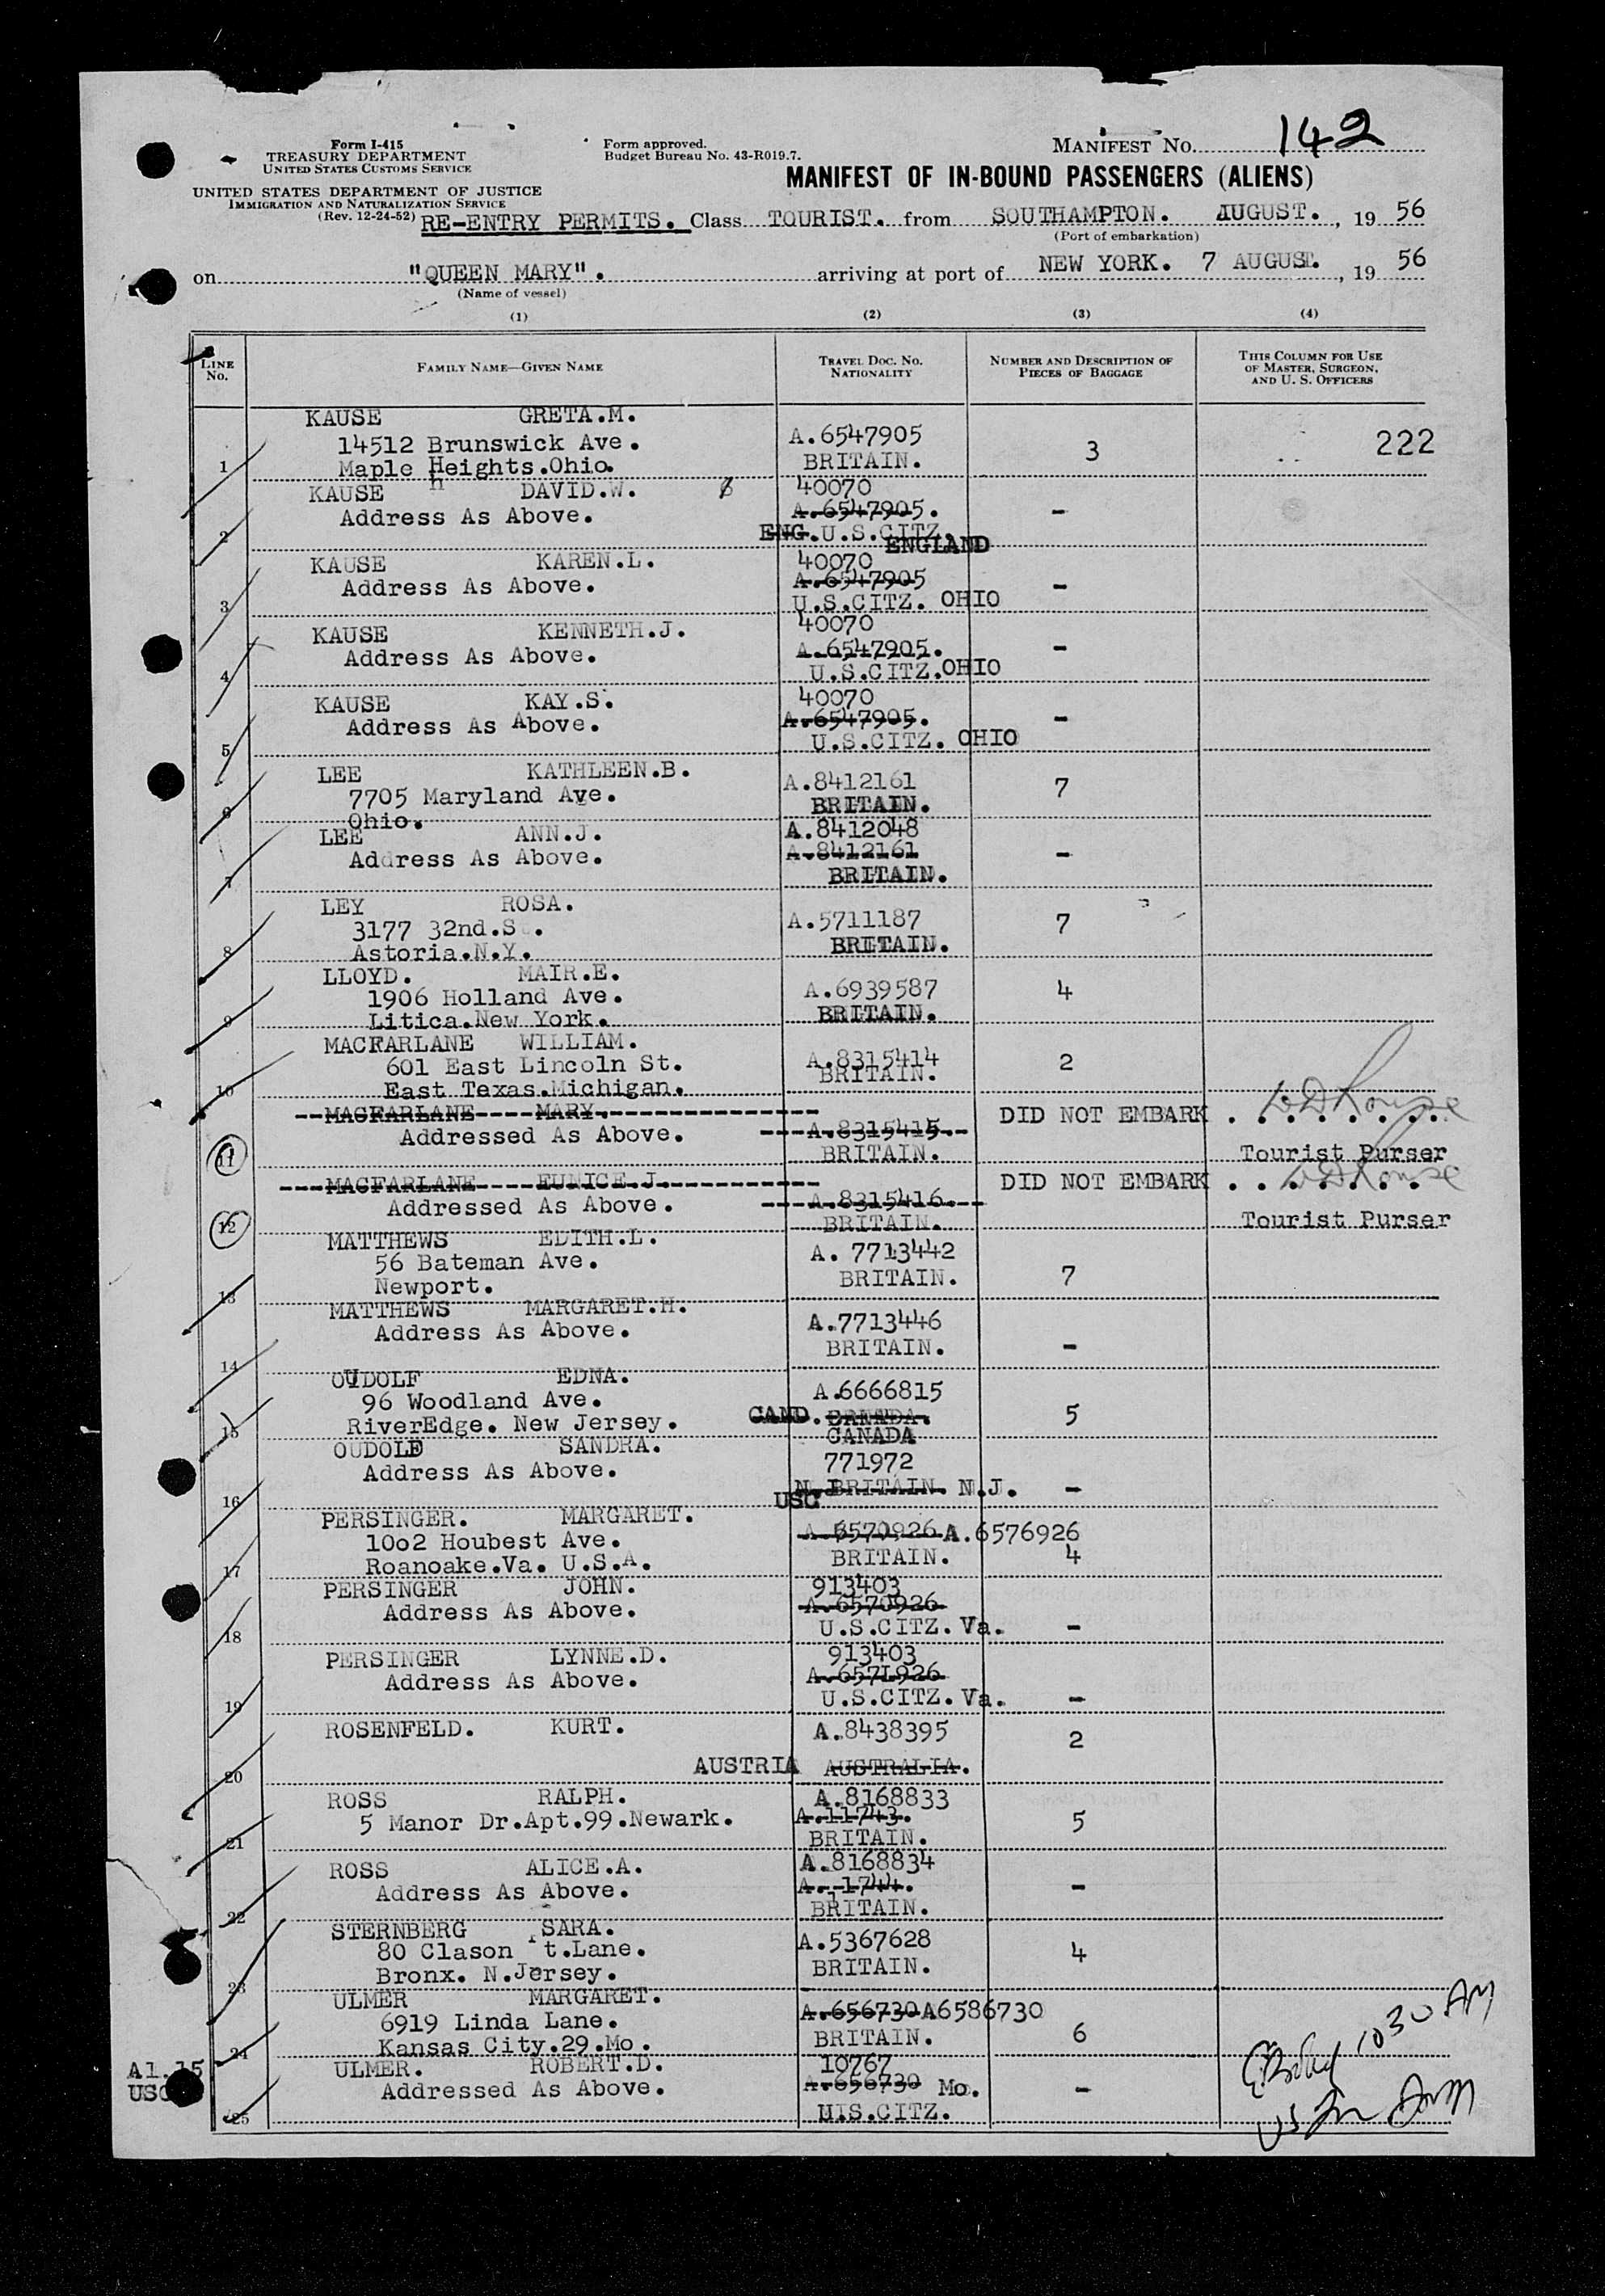 Form I-415
TREASURY DEPARTMENT
UNITED STATES CUSTOMS SERVICE
UNITED STATES DEPARTMENT OF JUSTICE
IMMIGRATION AND NATURALIZATION SERVICE
(Rev. 12-24-52)
Form approved.
Budget Bureau No. 43-R019.7.
MANIFEST NO. 142
MANIFEST OF IN-BOUND PASSENGERS (ALIENS)
RE-ENTRY PERMITS. Class TOURIST. from SOUTHAMPTON. AUGUST. , 19 56
(Port of embarkation)
on "QUEEN MARY". arriving at port of NEW YORK. 7 AUGUST. , 19 56
(Name of vessel)
(1) (2) (3) (4)
LINE NO. FAMILY NAME—GIVEN NAME TRAVEL DOC. NO. NATIONALITY NUMBER AND DESCRIPTION OF PIECES OF BAGGAGE THIS COLUMN FOR USE OF MASTER, SURGEON, AND U. S. OFFICERS
KAUSE GRETA.M.
14512 Brunswick Ave. A.6547905 222
1 Maple Heights.Ohio. BRITAIN. 3
h
KAUSE DAVID.W. 40070
Address As Above. A.6547905. -
2 ENG.U.S.CITZ. ENGLAND
KAUSE KAREN.L. 40070
Address As Above. A.6547905 -
3 U.S.CITZ. OHIO
KAUSE KENNETH.J. 40070
Address As Above. A.6547905. -
4 U.S.CITZ.OHIO
KAUSE KAY.S. 40070
Address As Above. A.6547905. -
5 U.S.CITZ. OHIO
LEE KATHLEEN.B. A.8412161 7
7705 Maryland Ave. BRITAIN.
6 Ohio.
LEE ANN.J. A.8412048
Address As Above. A.8412161 -
7 BRITAIN.
LEY ROSA.
3177 32nd.S . A.5711187 7
8 Astoria.N.Y. BRITAIN.
LLOYD. MAIR.E.
1906 Holland Ave. A.6939587 4
9 Litica.New York. BRITAIN.
MACFARLANE WILLIAM.
601 East Lincoln St. A.8315414 2
10 East Texas.Michigan. BRITAIN.
MACFARLANE MARY. DID NOT EMBARK
Addressed As Above. A.8315415.
11 BRITAIN. Tourist Purser
MACFARLANE EUNICE.J. DID NOT EMBARK
Addressed As Above. A.8315416.
12 BRITAIN. Tourist Purser
MATTHEWS EDITH.L.
56 Bateman Ave. A. 7713442
13 Newport. BRITAIN. 7
MATTHEWS MARGARET.H.
Address As Above. A.7713446
14 BRITAIN. -
OUDOLF EDNA.
96 Woodland Ave. A.6666815
15 RiverEdge. New Jersey. CAND. CANADA 5
OUDOLF SANDRA.
Address As Above. 771972
16 USC N.J BRITAIN. N.J. -
PERSINGER. MARGARET.
1002 Houbest Ave. A.6570926 A.6576926
17 Roanoake.Va. U.S.A. BRITAIN. 4
PERSINGER JOHN. 913403
Address As Above. A.6570926
18 U.S.CITZ. Va. -
PERSINGER LYNNE.D. 913403
Address As Above. A.6571926
19 U.S.CITZ. Va. -
ROSENFELD. KURT. A.8438395 2
20 AUSTRIA AUSTRALIA.
ROSS RALPH. A.8168833
5 Manor Dr.Apt.99.Newark. A.11743. 5
21 BRITAIN.
ROSS ALICE.A. A.8168834
Address As Above. 1744. -
22 BRITAIN.
STERNBERG SARA.
80 Clason t.Lane. A.5367628 4
23 Bronx. N.Jersey. BRITAIN.
ULMER MARGARET.
6919 Linda Lane. A.656730 A6586730
24 Kansas City.29.Mo. BRITAIN. 6
ULMER. ROBERT.D. 10767
Addressed As Above. A.656730 Mo. -
25 U.S.CITZ.
Al.15
USC
1030 AM